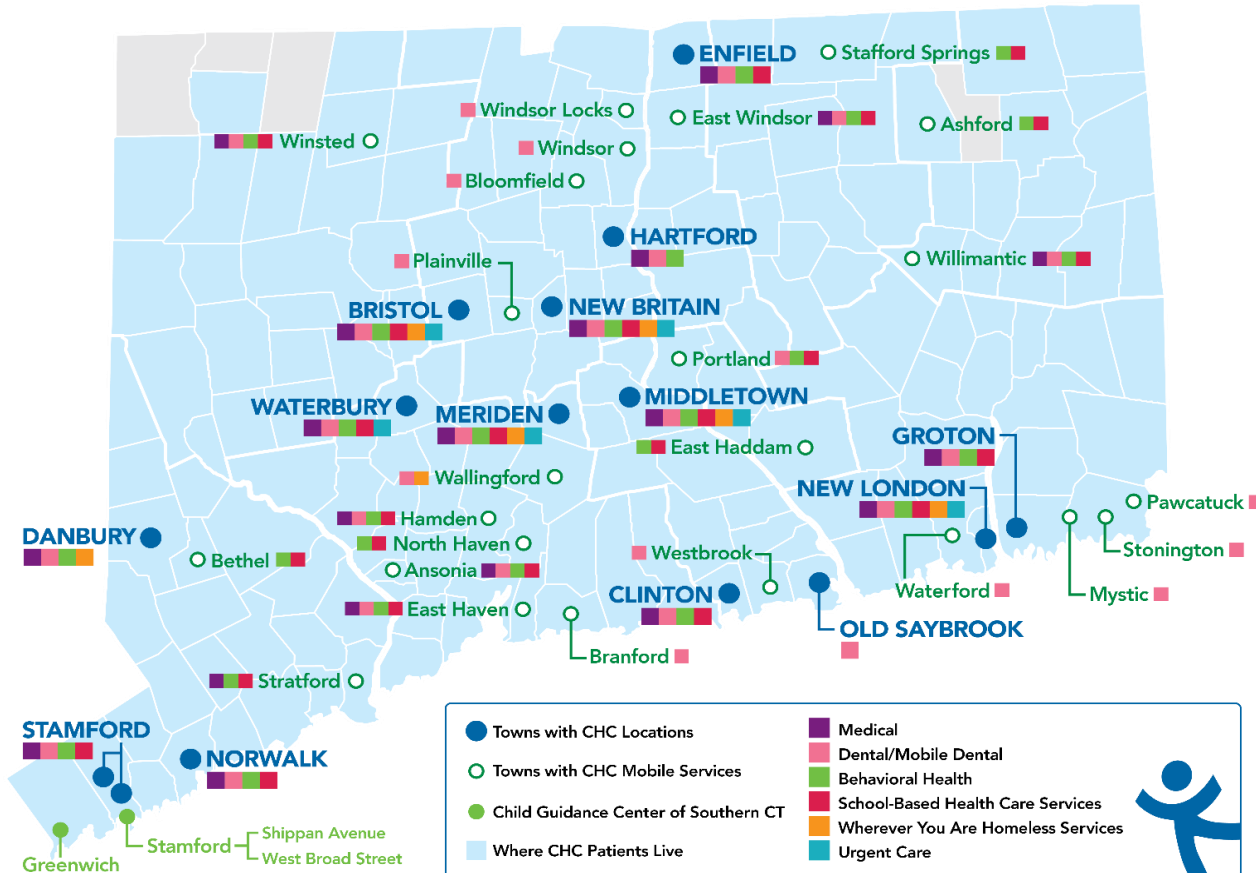 ENFIELD
Stafford Springs
Windsor Locks
East Windsor
Ashford
Winsted
Windsor
Bloomfield
HARTFORD
Plainville
Willimantic
BRISTOL
NEW BRITAIN
Portland
WATERBURY
MERIDEN
MIDDLETOWN
East Haddam
GROTON
Wallingford
NEW LONDON
Pawcatuck
Hamden
DANBURY
North Haven
Bethel
Ansonia
Westbrook
Stonington
Waterford
Mystic
East Haven
CLINTON
OLD SAYBROOK
Branford
Stratford
STAMFORD
NORWALK
Shippan Avenue
Stamford
West Broad Street
Greenwich
Towns with CHC Locations
Towns with CHC Mobile Services
Child Guidance Center of Southern CT
Where CHC Patients Live
Medical
Dental/Mobile Dental
Behavioral Health
School-Based Health Care Services
Wherever You Are Homeless Services
Urgent Care